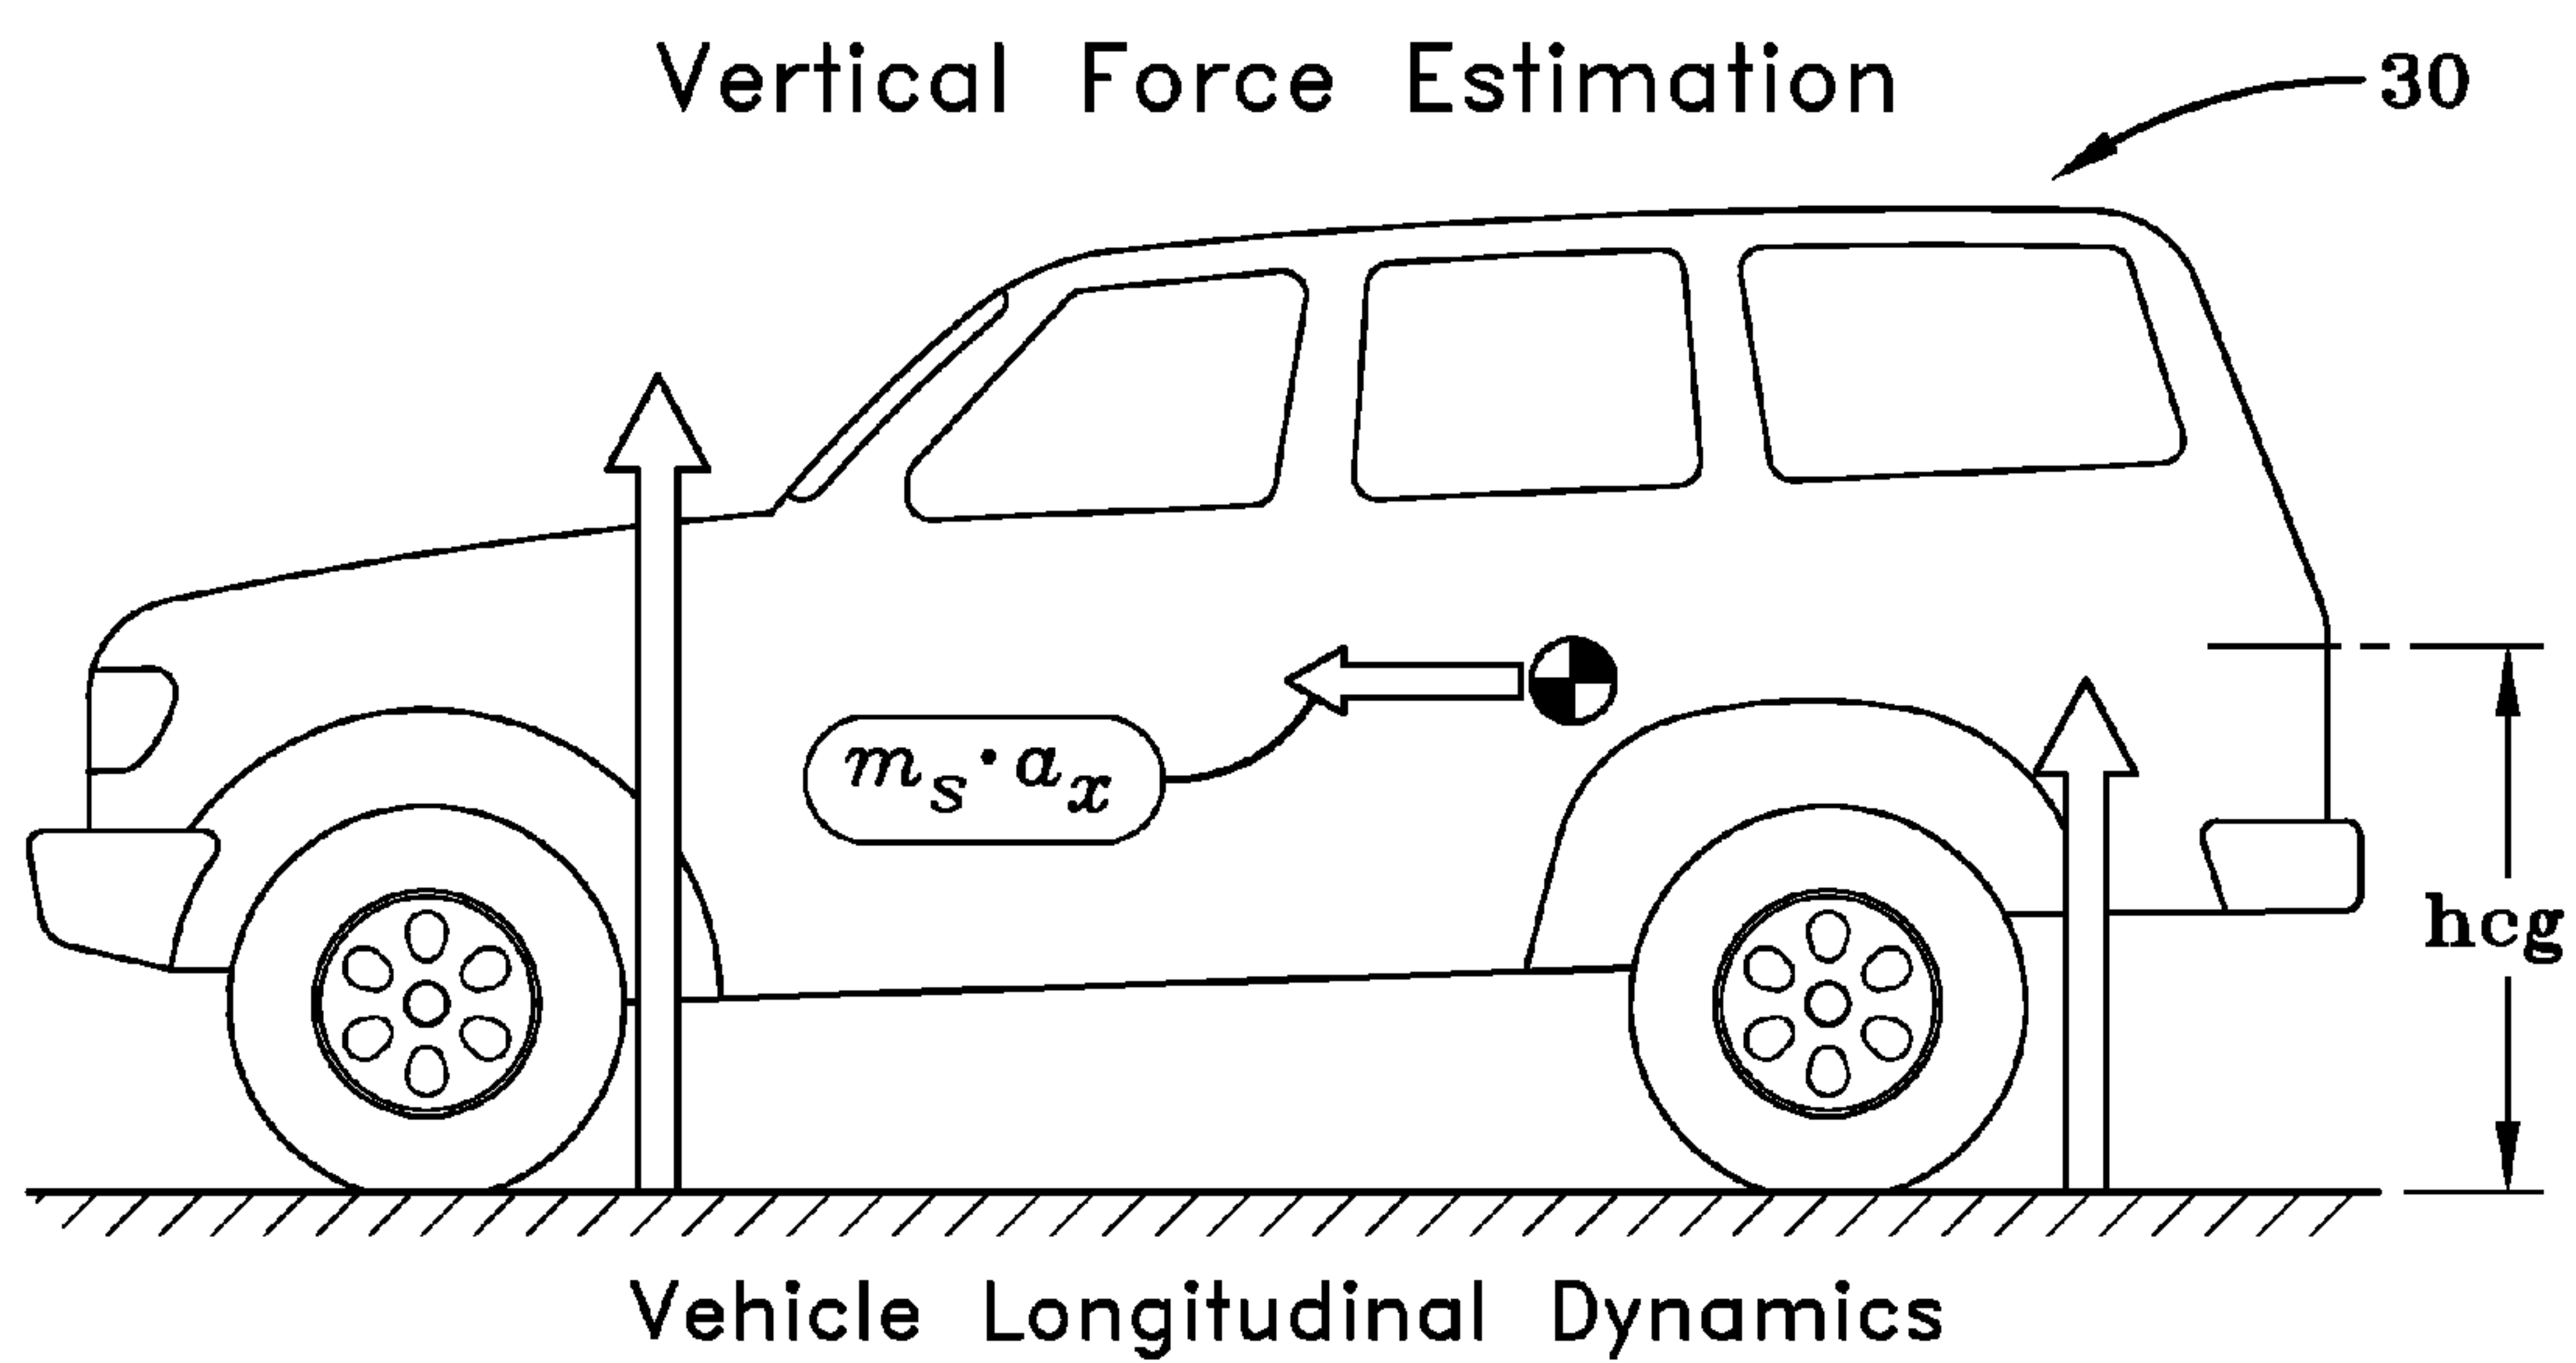 Vertical Force Estimation
30
m_s · a_x
hcg
Vehicle Longitudinal Dynamics